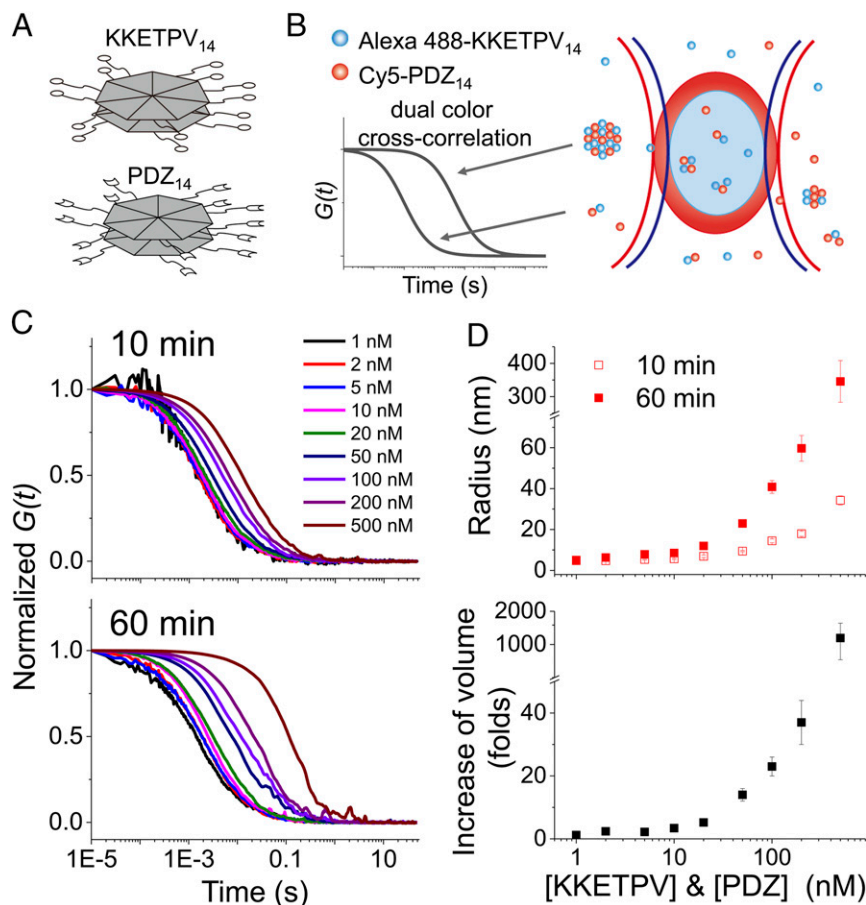 A
KKETPV14
PDZ14
B
Alexa 488-KKETPV14
Cy5-PDZ14
dual color
cross-correlation
G(t)
Time (s)
C
10 min
1 nM
2 nM
5 nM
10 nM
20 nM
50 nM
100 nM
200 nM
500 nM
1.0
0.5
0.0
60 min
1.0
0.5
0.0
Normalized G(t)
1E-5 1E-3 0.1 10
Time (s)
D
10 min
60 min
400
300
60
40
20
0
Radius (nm)
2000
1000
40
20
0
Increase of volume
(folds)
1 10 100
[KKETPV] & [PDZ] (nM)